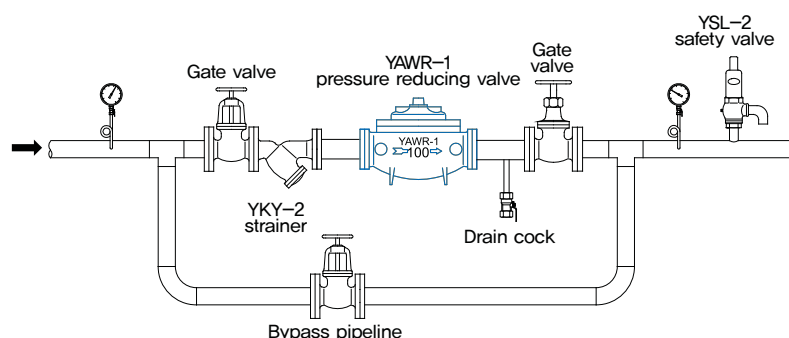 YSL–2
safety valve
Gate valve
YAWR–1
pressure reducing valve
Gate
valve
YAWR-1
100
YKY–2
strainer
Drain cock
Bypass pipeline